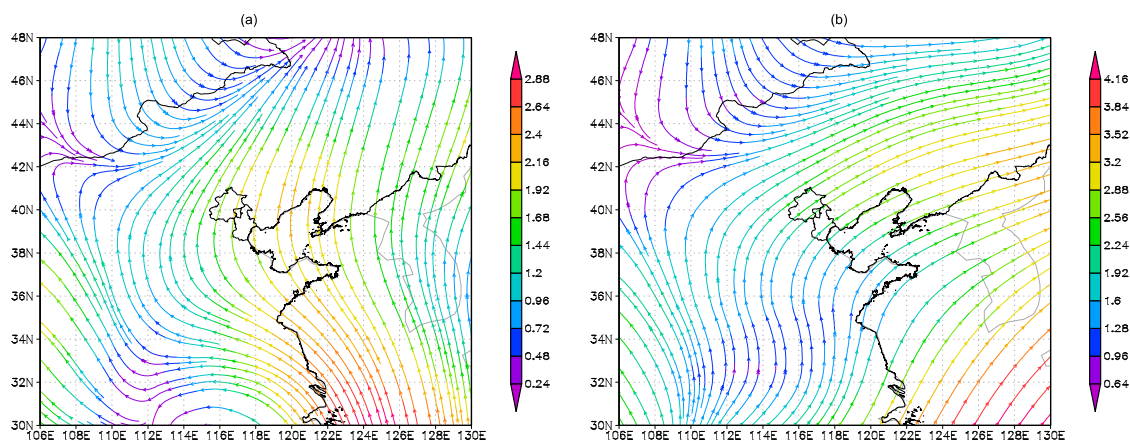 (a)
48N
46N
44N
42N
40N
38N
36N
34N
32N
30N
106E 108E 110E 112E 114E 116E 118E 120E 122E 124E 126E 128E 130E
2.88
2.64
2.4
2.16
1.92
1.68
1.44
1.2
0.96
0.72
0.48
0.24
(b)
48N
46N
44N
42N
40N
38N
36N
34N
32N
30N
106E 108E 110E 112E 114E 116E 118E 120E 122E 124E 126E 128E 130E
4.16
3.84
3.52
3.2
2.88
2.56
2.24
1.92
1.6
1.28
0.96
0.64